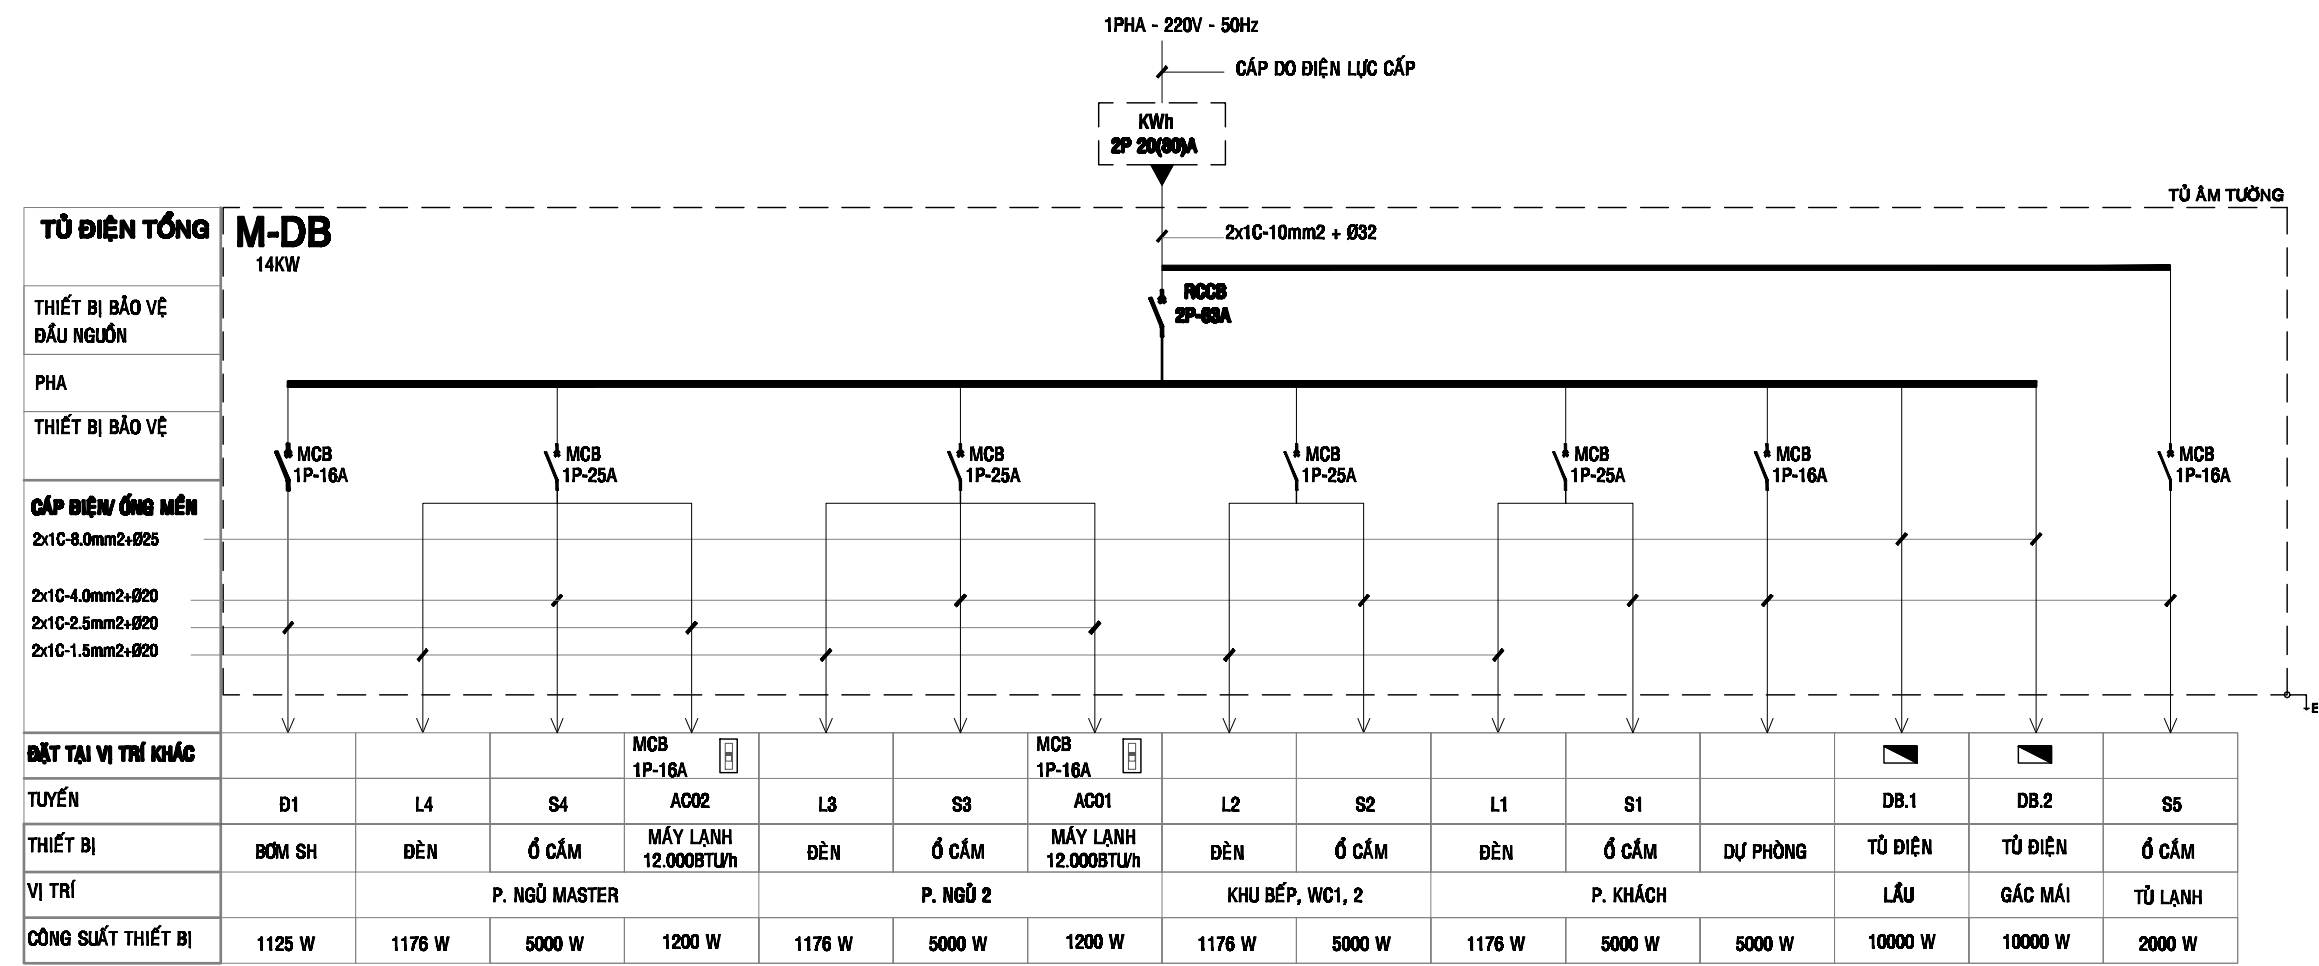 1PHA - 220V - 50Hz
CÁP DO ĐIỆN LỰC CẤP
KWh
2P 20(80)A
TỦ ÂM TƯỜNG
TỦ ĐIỆN TỔNG
M-DB
14KW
2x1C-10mm2 + Ø32
THIẾT BỊ BẢO VỆ
ĐẦU NGUỒN
RCCB
2P-63A
PHA
THIẾT BỊ BẢO VỆ
MCB
1P-16A
MCB
1P-25A
MCB
1P-25A
MCB
1P-25A
MCB
1P-25A
MCB
1P-16A
MCB
1P-16A
CÁP ĐIỆN/ ỐNG MỀN
2x1C-8.0mm2+Ø25
2x1C-4.0mm2+Ø20
2x1C-2.5mm2+Ø20
2x1C-1.5mm2+Ø20
E
ĐẶT TẠI VỊ TRÍ KHÁC
MCB
1P-16A
MCB
1P-16A
TUYẾN Đ1 L4 S4 AC02 L3 S3 AC01 L2 S2 L1 S1 DB.1 DB.2 S5
THIẾT BỊ
BƠM SH
ĐÈN
Ổ CẮM
MÁY LẠNH
12.000BTU/h
ĐÈN
Ổ CẮM
MÁY LẠNH
12.000BTU/h
ĐÈN
Ổ CẮM
ĐÈN
Ổ CẮM
DỰ PHÒNG
TỦ ĐIỆN
TỦ ĐIỆN
Ổ CẮM
VỊ TRÍ P. NGỦ MASTER P. NGỦ 2 KHU BẾP, WC1, 2 P. KHÁCH LẦU GÁC MÁI TỦ LẠNH
CÔNG SUẤT THIẾT BỊ 1125 W 1176 W 5000 W 1200 W 1176 W 5000 W 1200 W 1176 W 5000 W 1176 W 5000 W 5000 W 10000 W 10000 W 2000 W